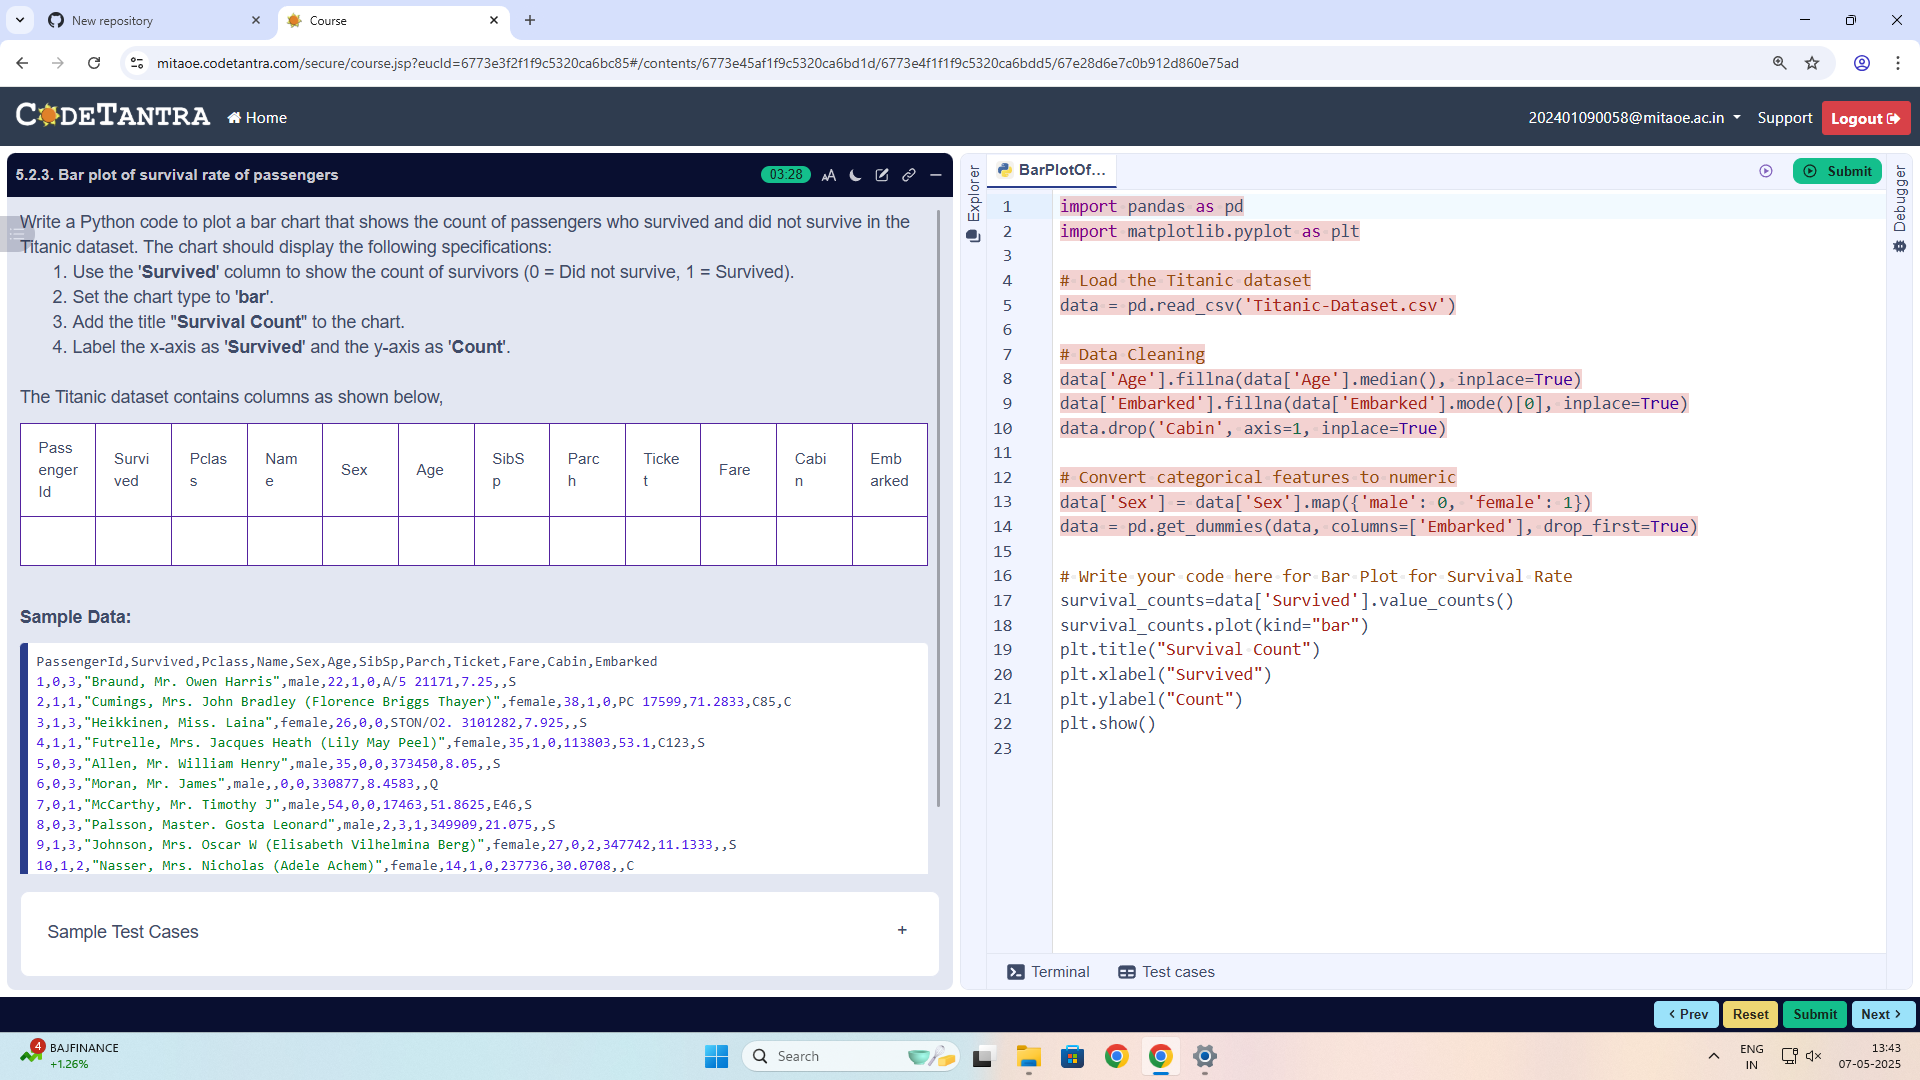 New repository
Course
mitaoe.codetantra.com/secure/course.jsp?eucId=6773e3f2f1f9c5320ca6bc85#/contents/6773e45af1f9c5320ca6bd1d/6773e4f1f1f9c5320ca6bdd5/67e28d6e7c0b912d860e75ad
CODETANTRA
Home
202401090058@mitaoe.ac.in
Support
Logout
5.2.3. Bar plot of survival rate of passengers
03:28
AA
Write a Python code to plot a bar chart that shows the count of passengers who survived and did not survive in the
Titanic dataset. The chart should display the following specifications:
1. Use the 'Survived' column to show the count of survivors (0 = Did not survive, 1 = Survived).
2. Set the chart type to 'bar'.
3. Add the title "Survival Count" to the chart.
4. Label the x-axis as 'Survived' and the y-axis as 'Count'.
The Titanic dataset contains columns as shown below,
Pass
enger
Id
Survi
ved
Pclas
s
Nam
e
Sex
Age
SibS
p
Parc
h
Ticke
t
Fare
Cabi
n
Emb
arked
Sample Data:
PassengerId,Survived,Pclass,Name,Sex,Age,SibSp,Parch,Ticket,Fare,Cabin,Embarked
1,0,3,"Braund, Mr. Owen Harris",male,22,1,0,A/5 21171,7.25,,S
2,1,1,"Cumings, Mrs. John Bradley (Florence Briggs Thayer)",female,38,1,0,PC 17599,71.2833,C85,C
3,1,3,"Heikkinen, Miss. Laina",female,26,0,0,STON/O2. 3101282,7.925,,S
4,1,1,"Futrelle, Mrs. Jacques Heath (Lily May Peel)",female,35,1,0,113803,53.1,C123,S
5,0,3,"Allen, Mr. William Henry",male,35,0,0,373450,8.05,,S
6,0,3,"Moran, Mr. James",male,,0,0,330877,8.4583,,Q
7,0,1,"McCarthy, Mr. Timothy J",male,54,0,0,17463,51.8625,E46,S
8,0,3,"Palsson, Master. Gosta Leonard",male,2,3,1,349909,21.075,,S
9,1,3,"Johnson, Mrs. Oscar W (Elisabeth Vilhelmina Berg)",female,27,0,2,347742,11.1333,,S
10,1,2,"Nasser, Mrs. Nicholas (Adele Achem)",female,14,1,0,237736,30.0708,,C
Sample Test Cases
+
Explorer
BarPlotOf...
Submit
Debugger
1 import pandas as pd
2 import matplotlib.pyplot as plt
3
4 # Load the Titanic dataset
5 data = pd.read_csv('Titanic-Dataset.csv')
6
7 # Data Cleaning
8 data['Age'].fillna(data['Age'].median(), inplace=True)
9 data['Embarked'].fillna(data['Embarked'].mode()[0], inplace=True)
10 data.drop('Cabin', axis=1, inplace=True)
11
12 # Convert categorical features to numeric
13 data['Sex'] = data['Sex'].map({'male': 0, 'female': 1})
14 data = pd.get_dummies(data, columns=['Embarked'], drop_first=True)
15
16 # Write your code here for Bar Plot for Survival Rate
17 survival_counts=data['Survived'].value_counts()
18 survival_counts.plot(kind="bar")
19 plt.title("Survival Count")
20 plt.xlabel("Survived")
21 plt.ylabel("Count")
22 plt.show()
23
Terminal
Test cases
< Prev
Reset
Submit
Next >
4
BAJFINANCE
+1.26%
Search
ENG
IN
13:43
07-05-2025